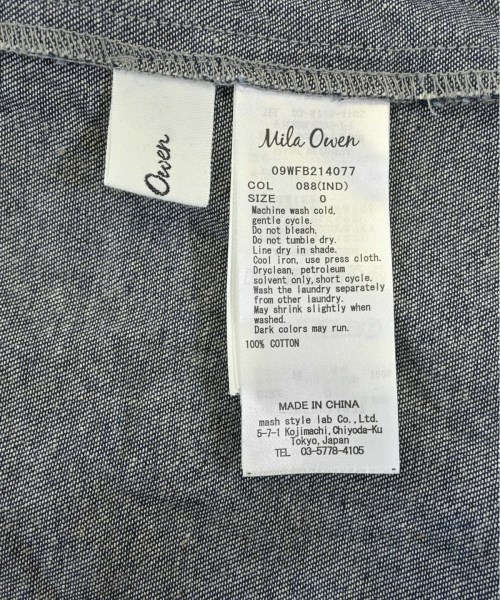 Owen
Mila Owen
09WFB214077
COL 088(IND)
SIZE 0
Machine wash cold,
gentle cycle.
Do not bleach.
Do not tumble dry.
Line dry in shade.
Cool iron, use press cloth.
Dryclean, petroleum
solvent only,short cycle.
Wash the laundry separately
from other laundry.
May shrink slightly when
washed.
Dark colors may run.
100% COTTON
MADE IN CHINA
mash style lab Co.,Ltd.
5-7-1 Kojimachi,Chiyoda-Ku
Tokyo,Japan
TEL 03-5778-4105